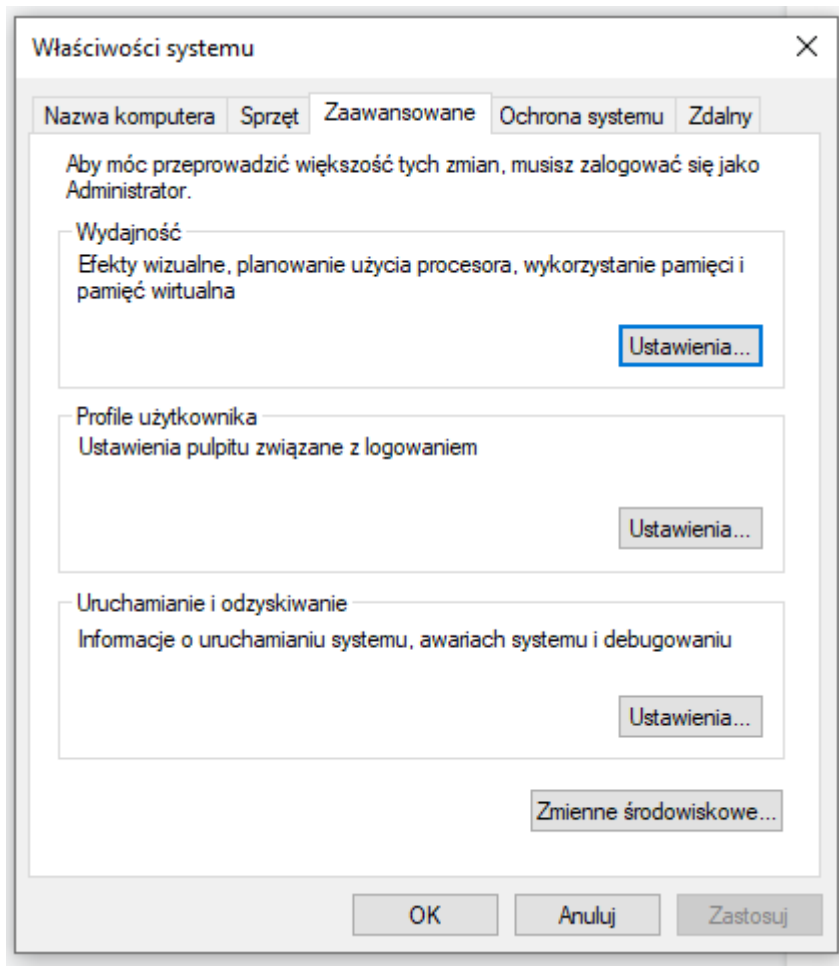 Właściwości systemu
Nazwa komputera Sprzęt Zaawansowane Ochrona systemu Zdalny
Aby móc przeprowadzić większość tych zmian, musisz zalogować się jako
Administrator.
Wydajność
Efekty wizualne, planowanie użycia procesora, wykorzystanie pamięci i
pamięć wirtualna
Ustawienia...
Profile użytkownika
Ustawienia pulpitu związane z logowaniem
Ustawienia...
Uruchamianie i odzyskiwanie
Informacje o uruchamianiu systemu, awariach systemu i debugowaniu
Ustawienia...
Zmienne środowiskowe...
OK Anuluj Zastosuj